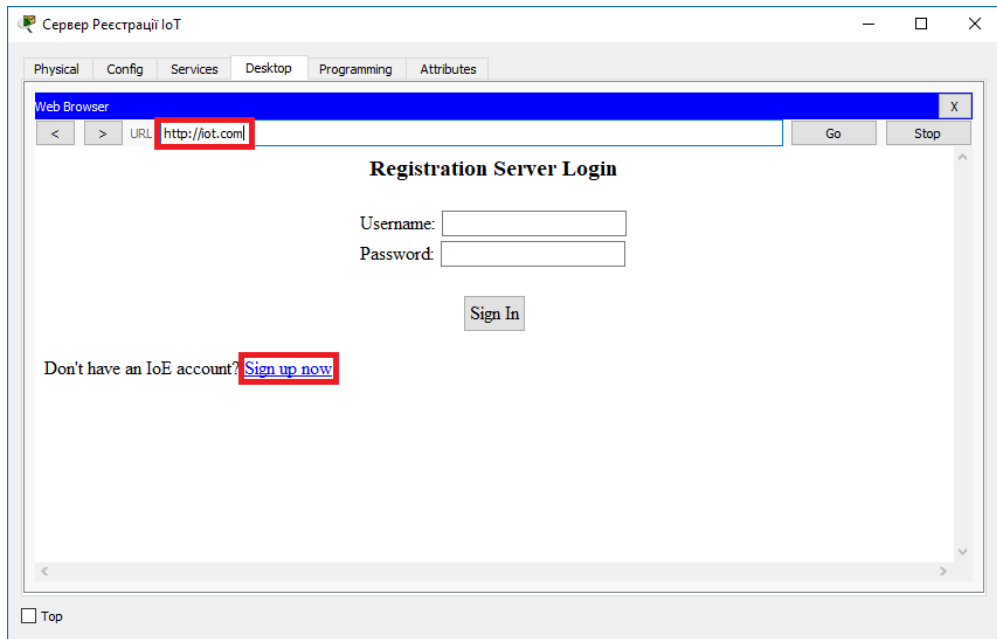 Сервер Реєстрації IoT
Physical Config Services Desktop Programming Attributes
Web Browser X
< > URL http://iot.com Go Stop
Registration Server Login
Username:
Password:
Sign In
Don't have an IoE account? Sign up now
Top